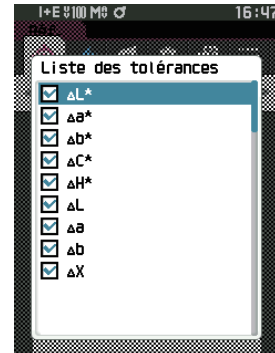 16:47
Liste des tolérances
ΔL*
Δa*
Δb*
ΔC*
ΔH*
ΔL
Δa
Δb
ΔX